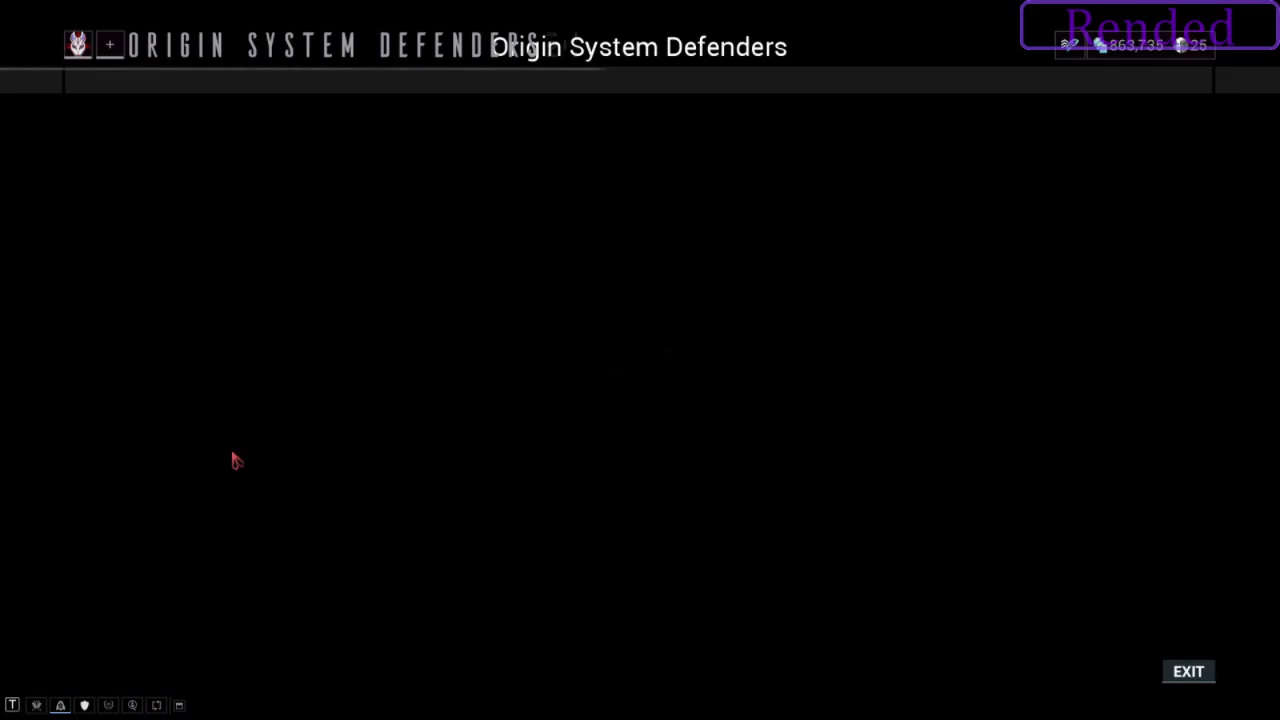 ORIGIN SYSTEM DEFENDERS
Origin System Defenders
Rended
863,735 25
EXIT
T